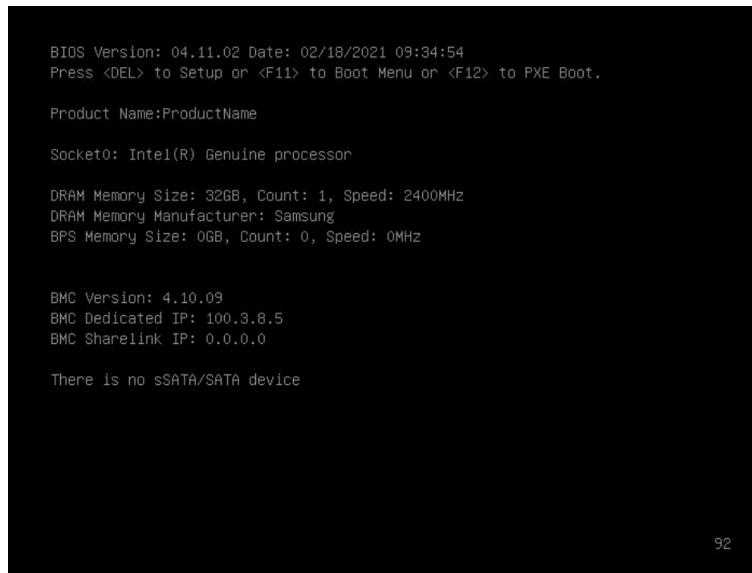 BIOS Version: 04.11.02 Date: 02/18/2021 09:34:54
Press <DEL> to Setup or <F11> to Boot Menu or <F12> to PXE Boot.
Product Name:ProductName
Socket0: Intel(R) Genuine processor
DRAM Memory Size: 32GB, Count: 1, Speed: 2400MHz
DRAM Memory Manufacturer: Samsung
BPS Memory Size: 0GB, Count: 0, Speed: 0MHz
BMC Version: 4.10.09
BMC Dedicated IP: 100.3.8.5
BMC Sharelink IP: 0.0.0.0
There is no sSATA/SATA device
92